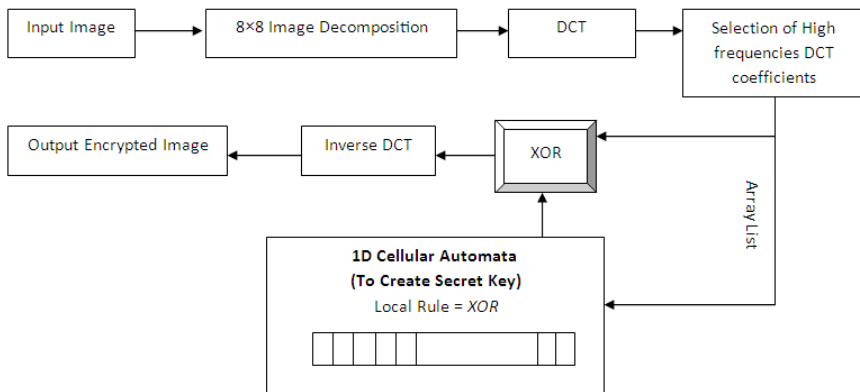 Input Image
8×8 Image Decomposition
DCT
Selection of High
frequencies DCT
coefficients
Output Encrypted Image
Inverse DCT
XOR
Array List
1D Cellular Automata
(To Create Secret Key)
Local Rule = XOR